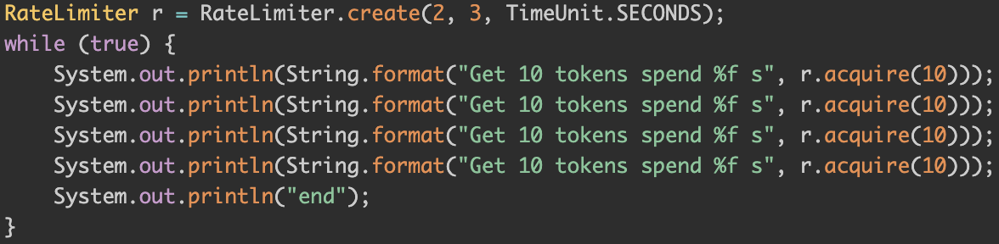 RateLimiter r = RateLimiter.create(2, 3, TimeUnit.SECONDS);
while (true) {
    System.out.println(String.format("Get 10 tokens spend %f s", r.acquire(10)));
    System.out.println(String.format("Get 10 tokens spend %f s", r.acquire(10)));
    System.out.println(String.format("Get 10 tokens spend %f s", r.acquire(10)));
    System.out.println(String.format("Get 10 tokens spend %f s", r.acquire(10)));
    System.out.println("end");
}